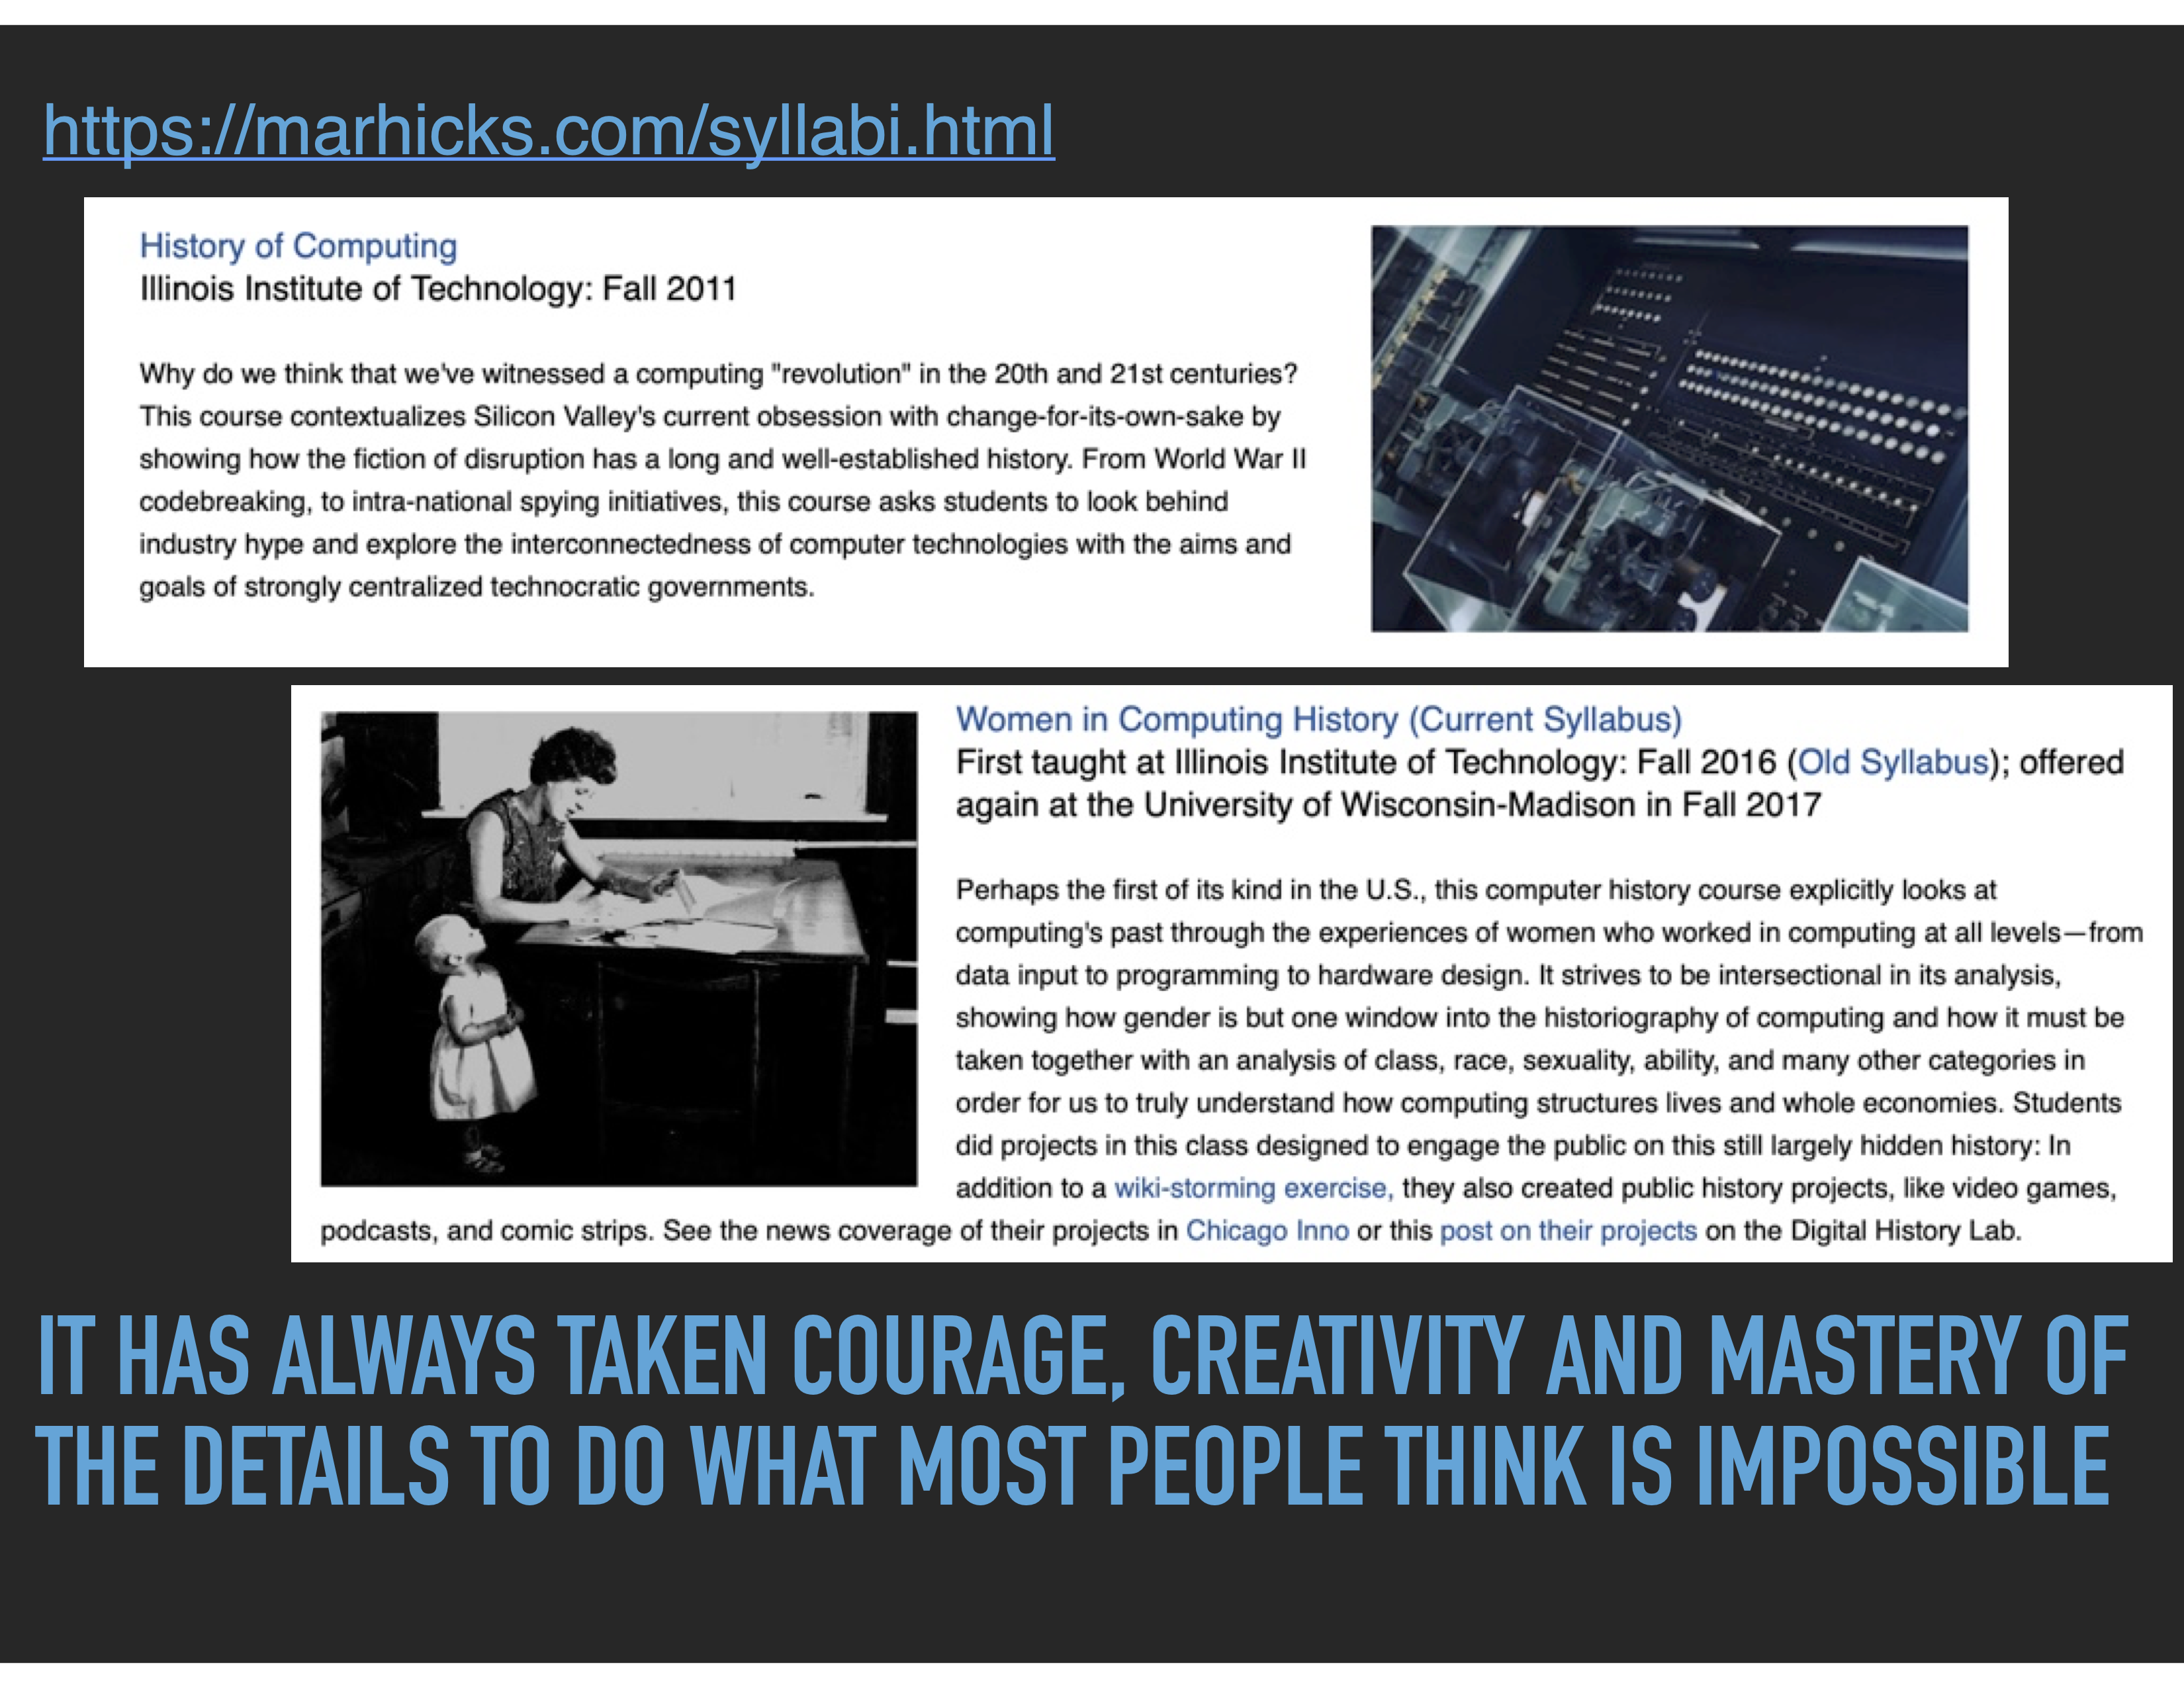 https://marhicks.com/syllabi.html
History of Computing
Illinois Institute of Technology: Fall 2011
Why do we think that we've witnessed a computing "revolution" in the 20th and 21st centuries?
This course contextualizes Silicon Valley's current obsession with change-for-its-own-sake by
showing how the fiction of disruption has a long and well-established history. From World War II
codebreaking, to intra-national spying initiatives, this course asks students to look behind
industry hype and explore the interconnectedness of computer technologies with the aims and
goals of strongly centralized technocratic governments.
Women in Computing History (Current Syllabus)
First taught at Illinois Institute of Technology: Fall 2016 (Old Syllabus); offered
again at the University of Wisconsin-Madison in Fall 2017
Perhaps the first of its kind in the U.S., this computer history course explicitly looks at
computing's past through the experiences of women who worked in computing at all levels—from
data input to programming to hardware design. It strives to be intersectional in its analysis,
showing how gender is but one window into the historiography of computing and how it must be
taken together with an analysis of class, race, sexuality, ability, and many other categories in
order for us to truly understand how computing structures lives and whole economies. Students
did projects in this class designed to engage the public on this still largely hidden history: In
addition to a wiki-storming exercise, they also created public history projects, like video games,
podcasts, and comic strips. See the news coverage of their projects in Chicago Inno or this post on their projects on the Digital History Lab.
IT HAS ALWAYS TAKEN COURAGE, CREATIVITY AND MASTERY OF
THE DETAILS TO DO WHAT MOST PEOPLE THINK IS IMPOSSIBLE